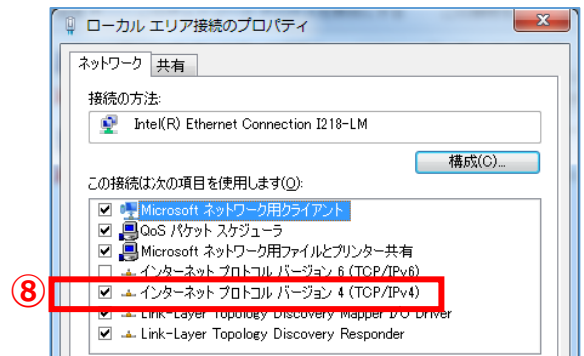 ローカル エリア接続のプロパティ
ネットワーク 共有
接続の方法:
Intel(R) Ethernet Connection I218-LM
構成(C)...
この接続は次の項目を使用します(O):
Microsoft ネットワーク用クライアント
QoS パケット スケジューラ
Microsoft ネットワーク用ファイルとプリンター共有
インターネット プロトコル バージョン 6 (TCP/IPv6)
⑧ インターネット プロトコル バージョン 4 (TCP/IPv4)
Link-Layer Topology Discovery Mapper I/O Driver
Link-Layer Topology Discovery Responder